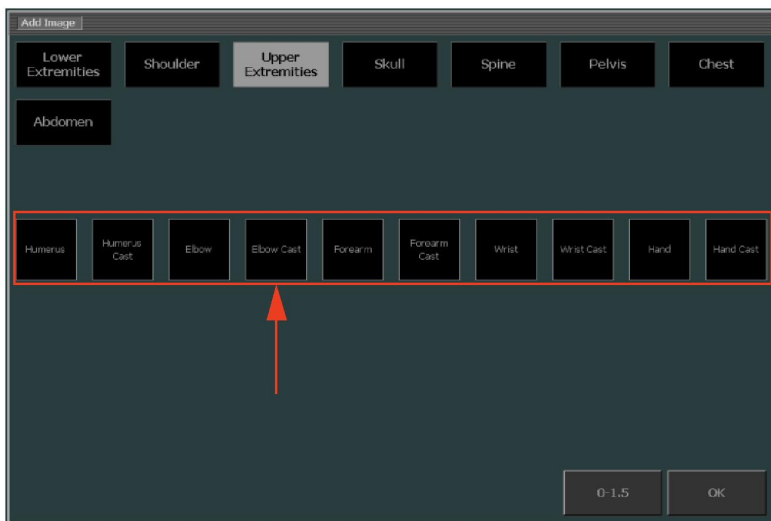 Add Image
Lower
Extremities
Shoulder
Upper
Extremities
Skull
Spine
Pelvis
Chest
Abdomen
Humerus
Humerus
Cast
Elbow
Elbow Cast
Forearm
Forearm
Cast
Wrist
Wrist Cast
Hand
Hand Cast
0-1.5
OK